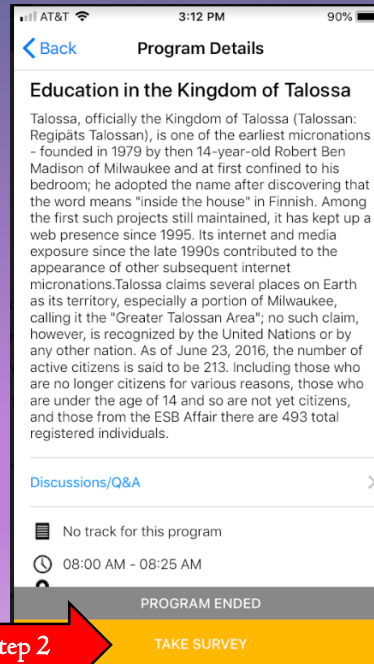 AT&T 3:12 PM 90%
Back Program Details
Education in the Kingdom of Talossa
Talossa, officially the Kingdom of Talossa (Talossan:
Regipäts Talossan), is one of the earliest micronations
- founded in 1979 by then 14-year-old Robert Ben
Madison of Milwaukee and at first confined to his
bedroom; he adopted the name after discovering that
the word means "inside the house" in Finnish. Among
the first such projects still maintained, it has kept up a
web presence since 1995. Its internet and media
exposure since the late 1990s contributed to the
appearance of other subsequent internet
micronations.Talossa claims several places on Earth
as its territory, especially a portion of Milwaukee,
calling it the "Greater Talossan Area"; no such claim,
however, is recognized by the United Nations or by
any other nation. As of June 23, 2016, the number of
active citizens is said to be 213. Including those who
are no longer citizens for various reasons, those who
are under the age of 14 and so are not yet citizens,
and those from the ESB Affair there are 493 total
registered individuals.
Discussions/Q&A
No track for this program
08:00 AM - 08:25 AM
PROGRAM ENDED
tep 2 TAKE SURVEY